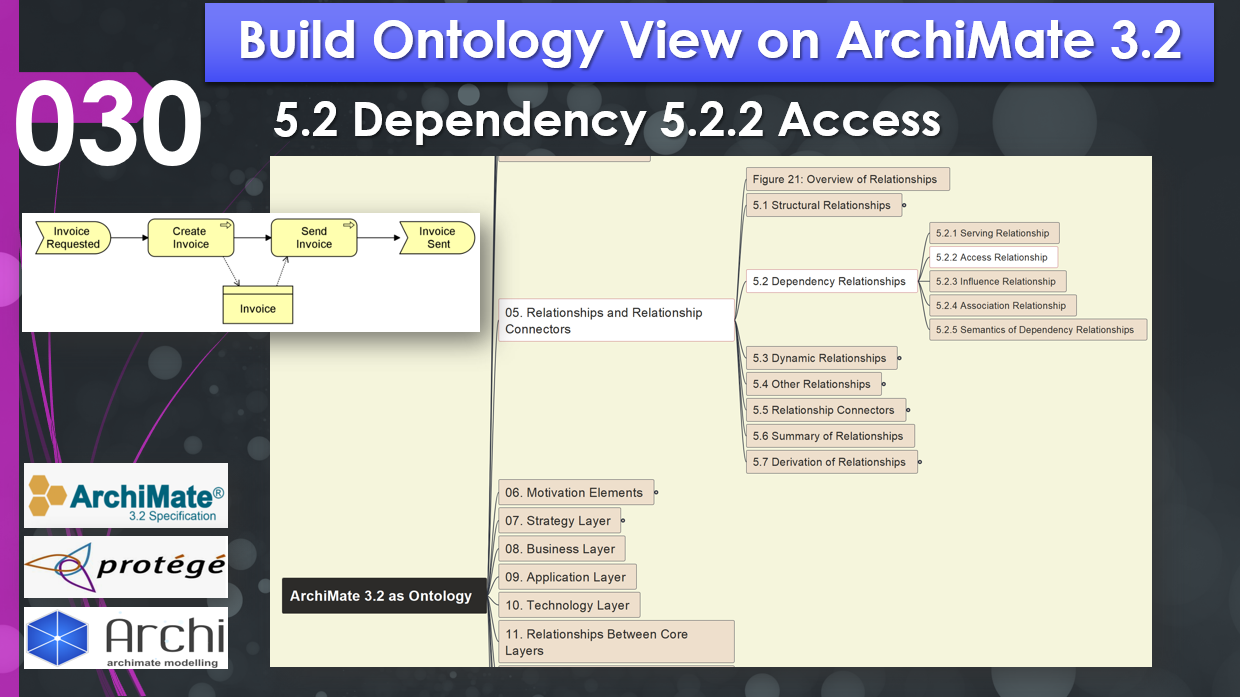 Build Ontology View on ArchiMate 3.2
030
5.2 Dependency 5.2.2 Access
Invoice
Requested
Create
Invoice
Send
Invoice
Invoice
Sent
Invoice
Figure 21: Overview of Relationships
5.1 Structural Relationships
5.2.1 Serving Relationship
5.2.2 Access Relationship
5.2 Dependency Relationships
5.2.3 Influence Relationship
5.2.4 Association Relationship
5.2.5 Semantics of Dependency Relationships
05. Relationships and Relationship
Connectors
5.3 Dynamic Relationships
5.4 Other Relationships
5.5 Relationship Connectors
5.6 Summary of Relationships
5.7 Derivation of Relationships
06. Motivation Elements
07. Strategy Layer
08. Business Layer
09. Application Layer
10. Technology Layer
11. Relationships Between Core
Layers
ArchiMate 3.2 as Ontology
ArchiMate®
3.2 Specification
protégé
Archi
archimate modelling